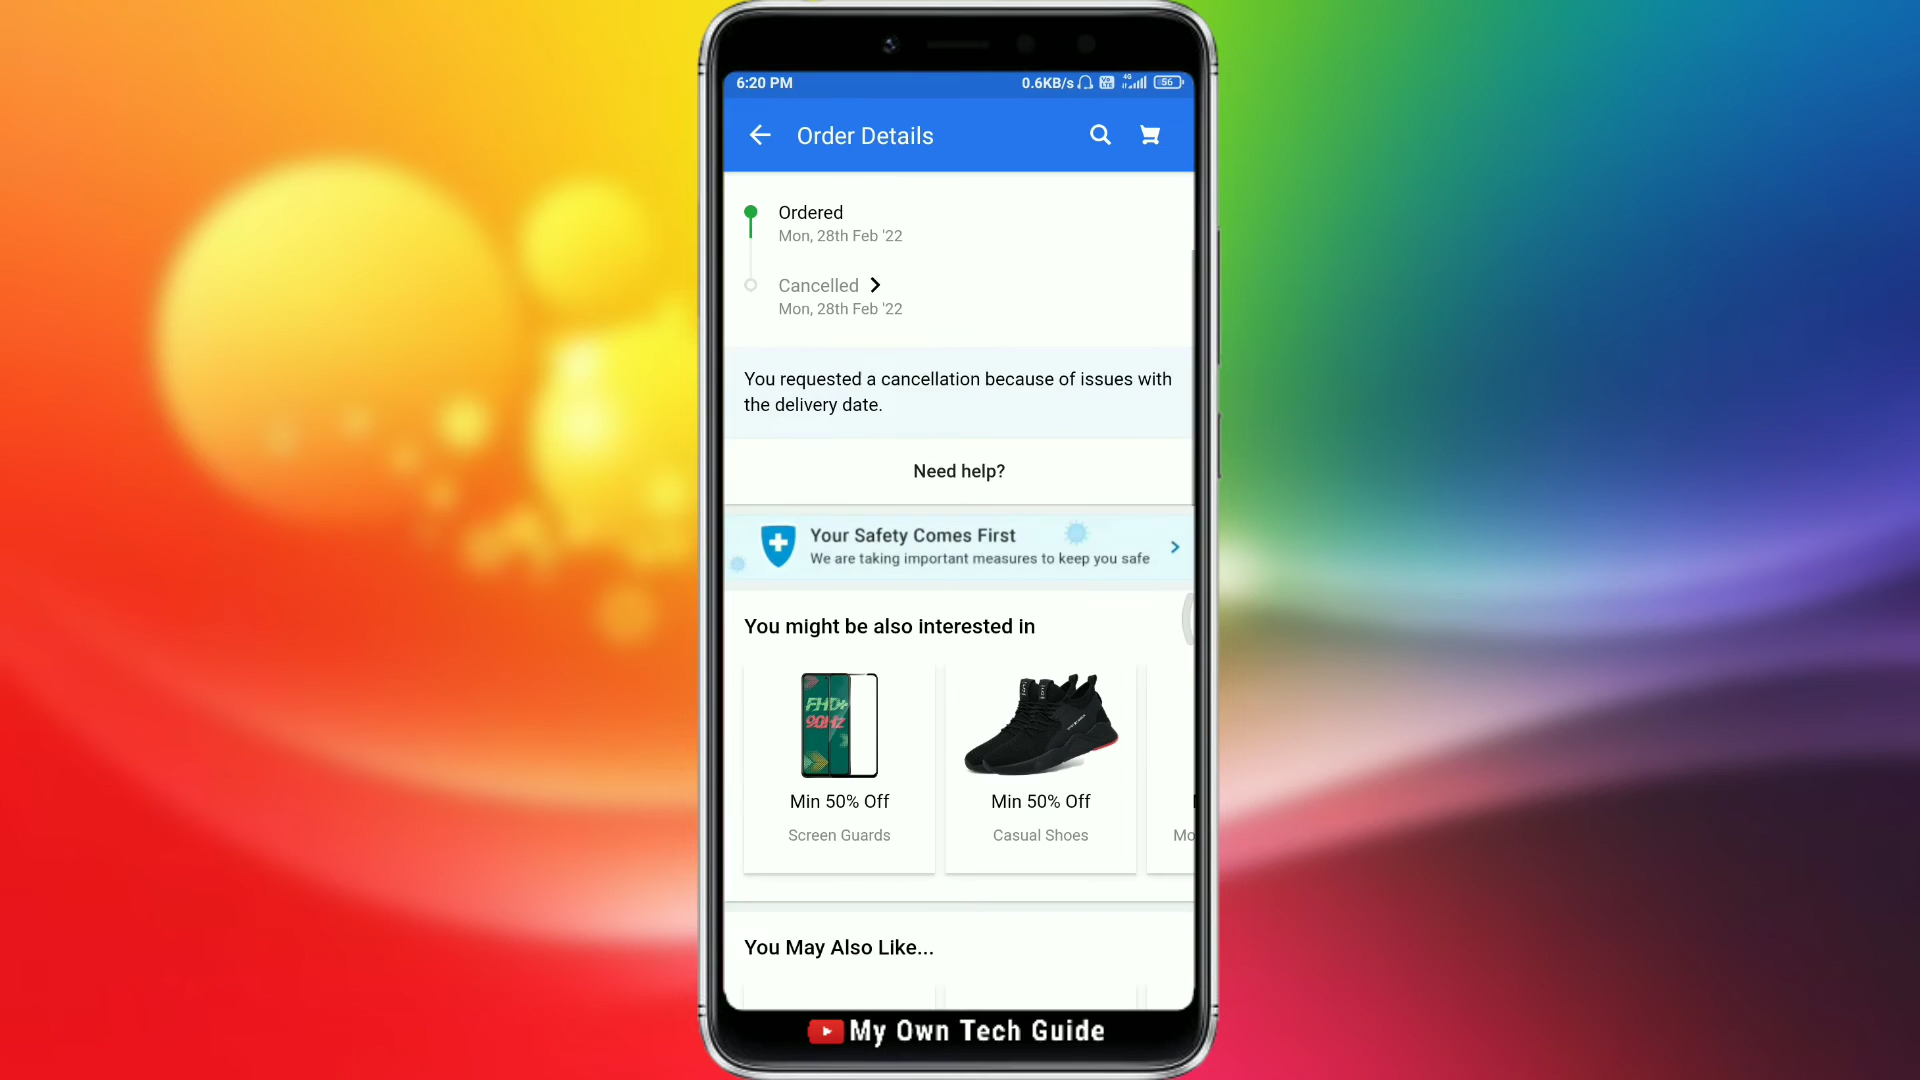 6:20 PM
0.6KB/s
4G
56
Order Details
Ordered
Mon, 28th Feb '22
Cancelled
Mon, 28th Feb '22
You requested a cancellation because of issues with
the delivery date.
Need help?
Your Safety Comes First
We are taking important measures to keep you safe
You might be also interested in
FHD+
90Hz
Min 50% Off
Min 50% Off
Screen Guards
Casual Shoes
Mo
You May Also Like...
My Own Tech Guide